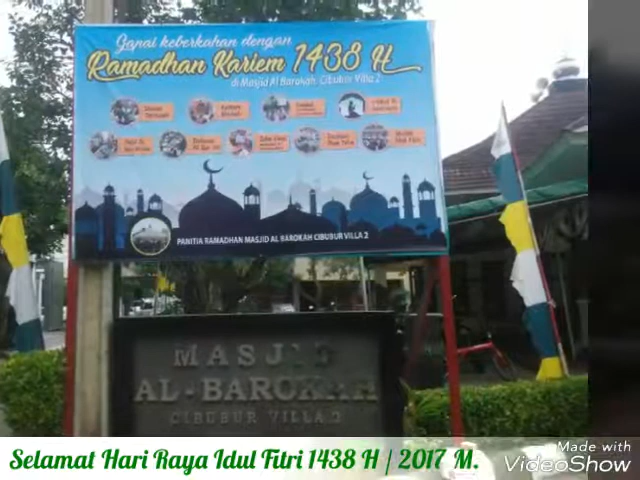 Gapai keberkahan dengan
Ramadhan Kariem 1438 H
di Masjid Al Barokah Cibubur Villa 2
PANITIA RAMADHAN MASJID AL BAROKAH CIBUBUR VILLA 2
MASJID
AL-BAROKAH
CIBUBUR VILLA 2
Selamat Hari Raya Idul Fitri 1438 H / 2017 M.
Made with
VideoShow